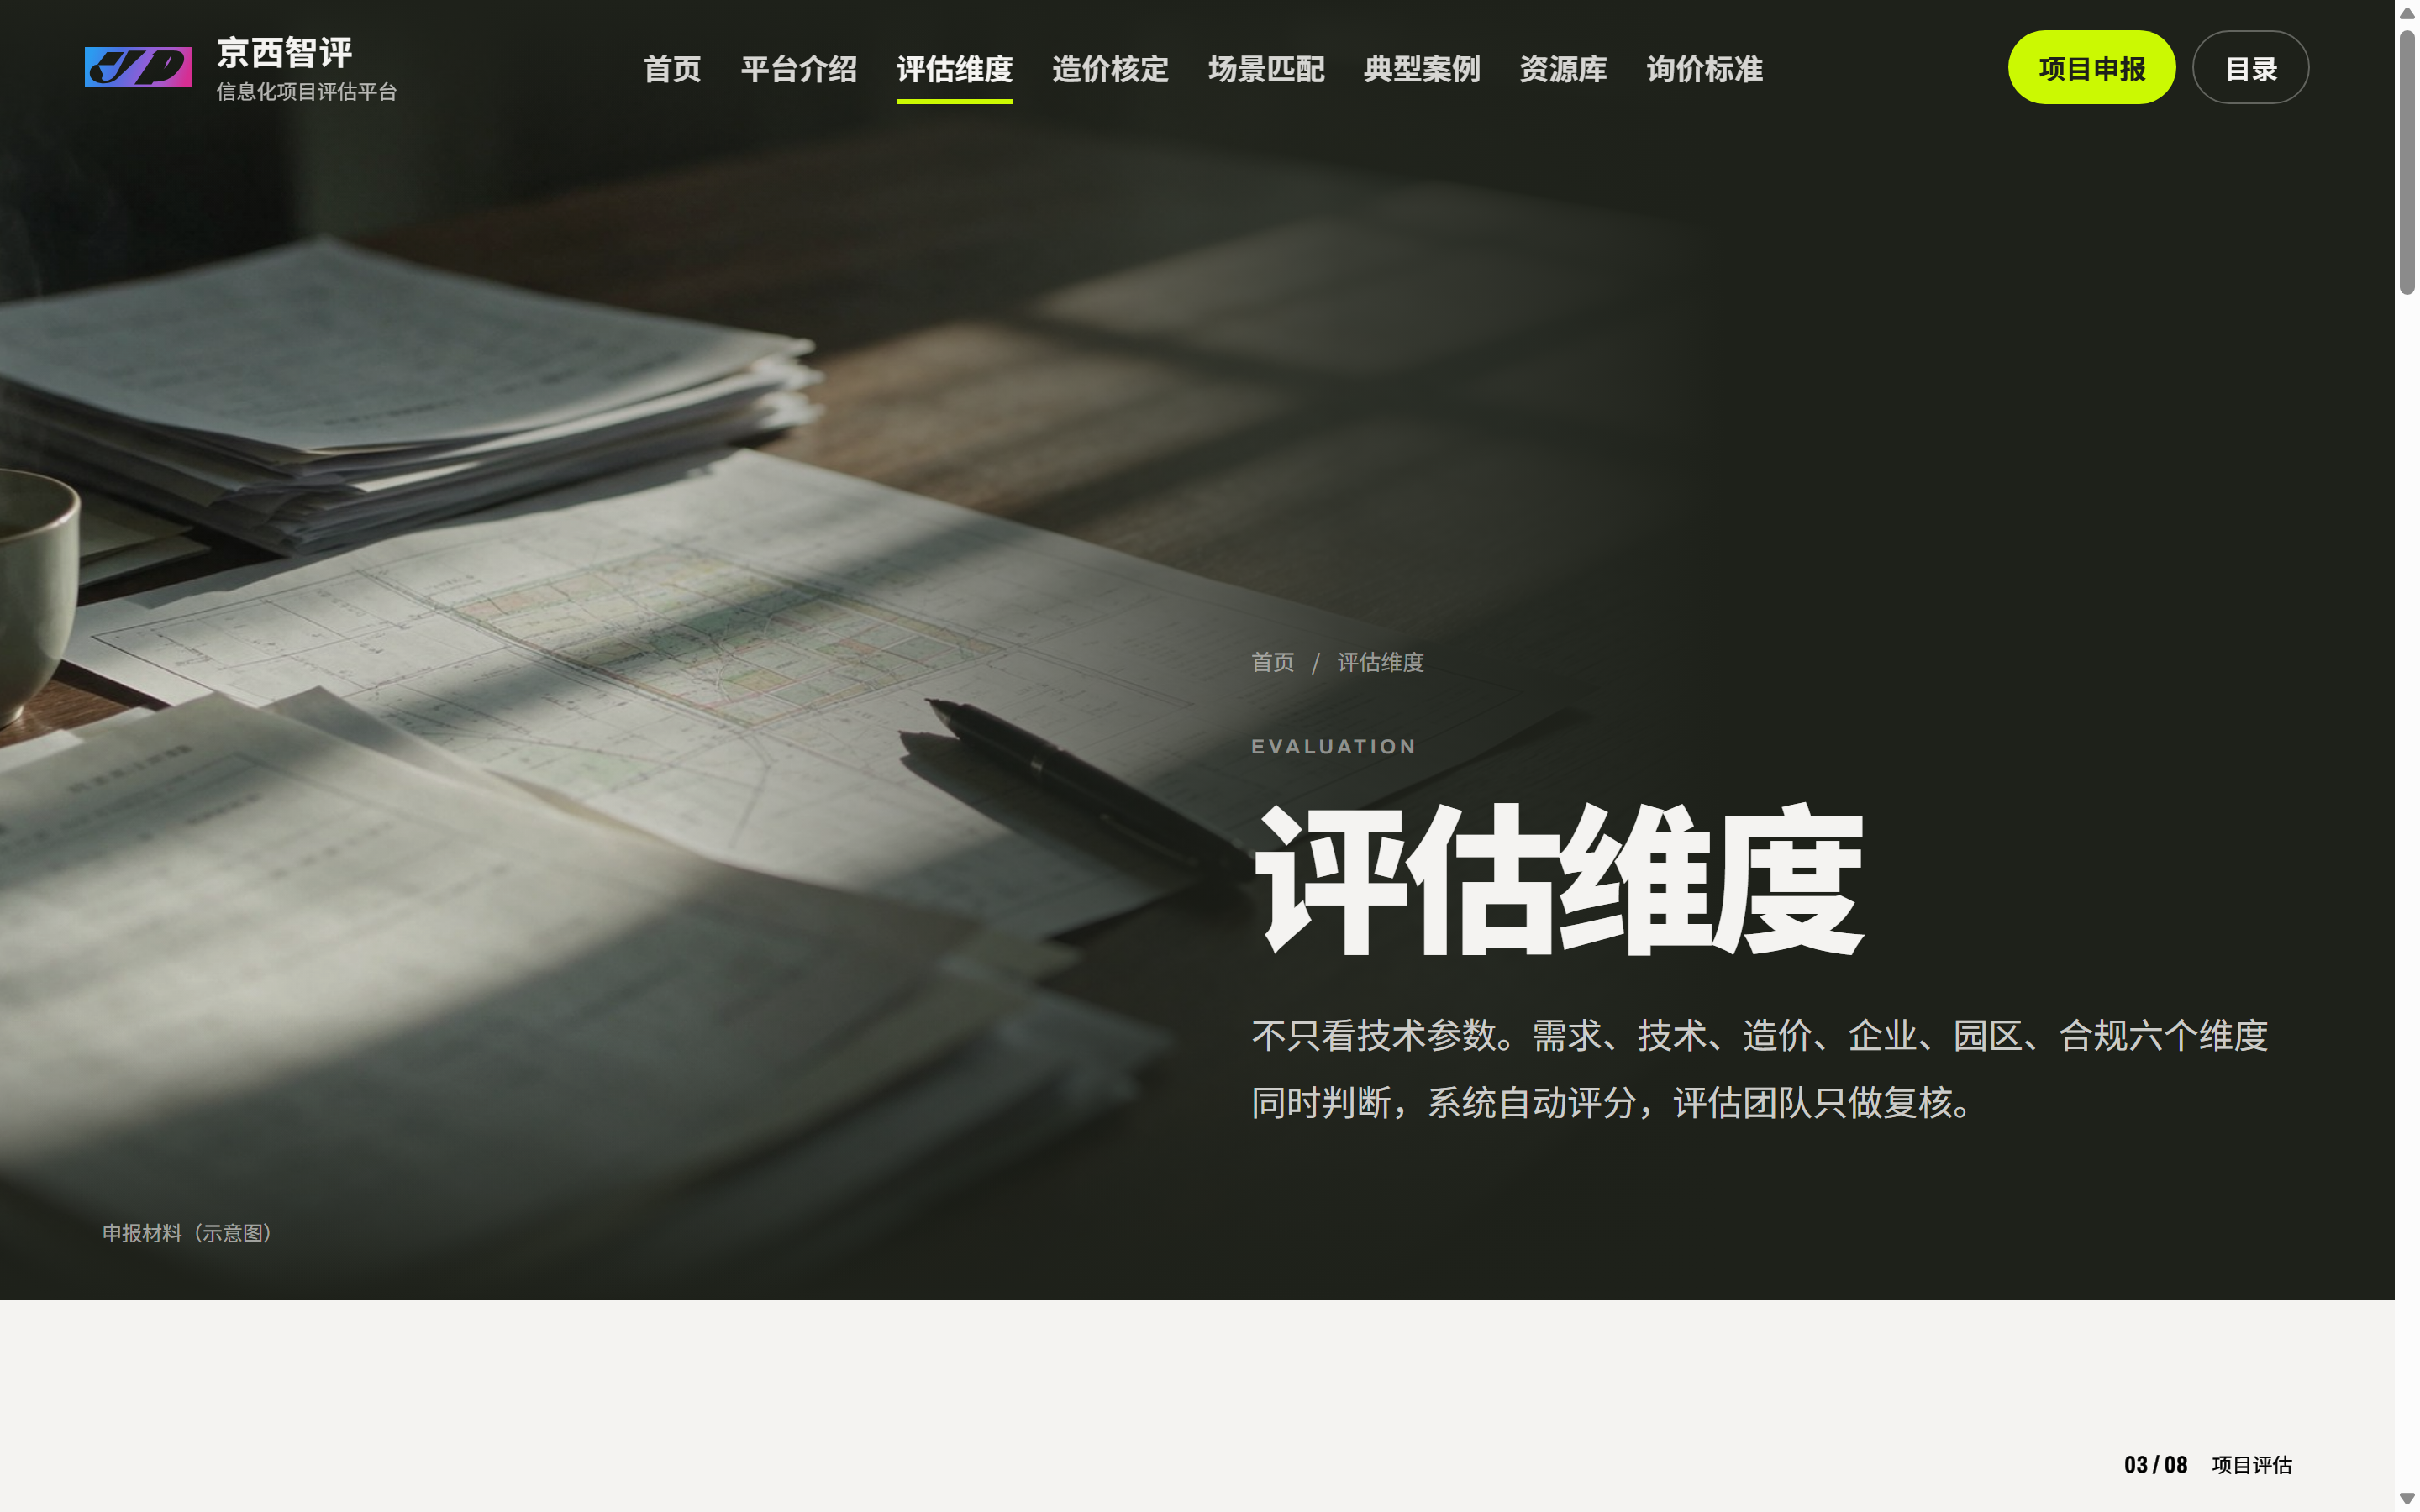 JD
京西智评
信息化项目评估平台
首页 平台介绍 评估维度 造价核定 场景匹配 典型案例 资源库 询价标准
项目申报 目录
首页 / 评估维度
EVALUATION
评估维度
不只看技术参数。需求、技术、造价、企业、园区、合规六个维度
同时判断，系统自动评分，评估团队只做复核。
申报材料（示意图）
03 / 08 项目评估